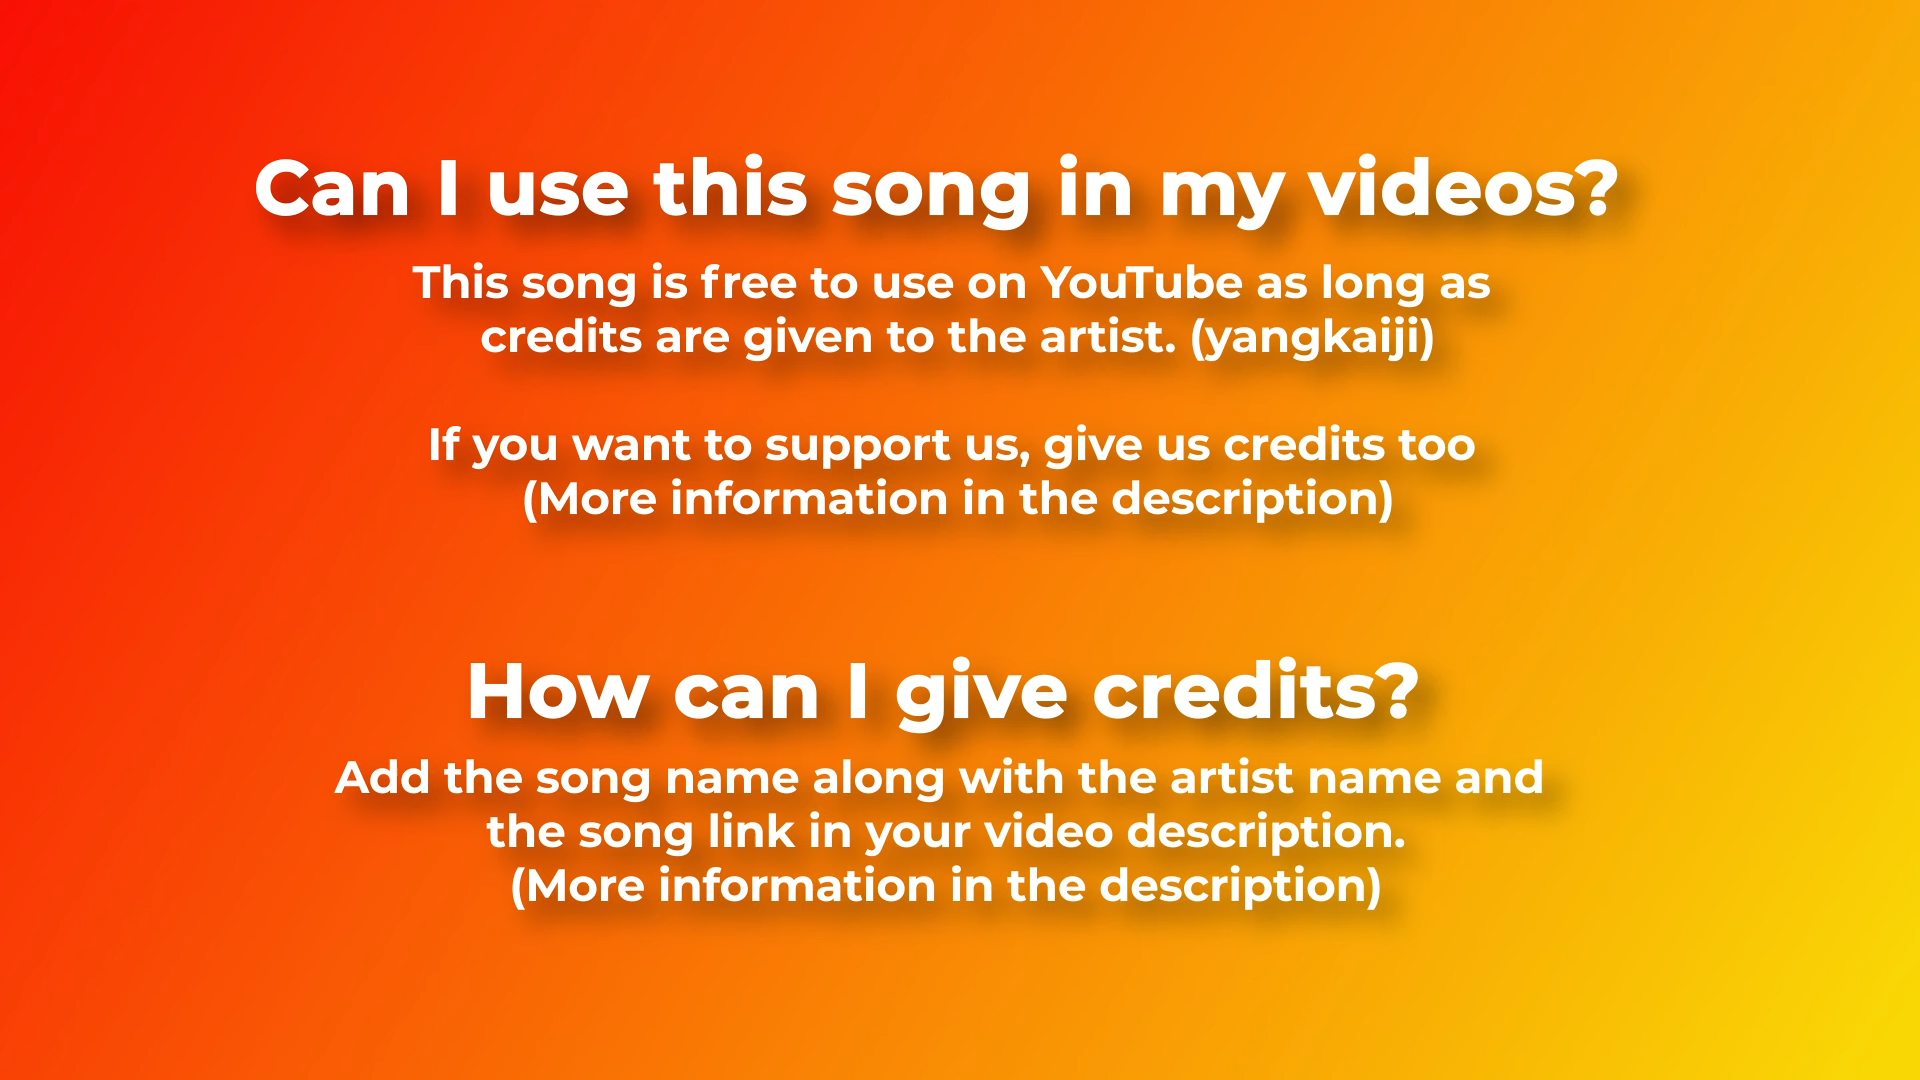 Can I use this song in my videos?
This song is free to use on YouTube as long as
credits are given to the artist. (yangkaiji)
If you want to support us, give us credits too
(More information in the description)
How can I give credits?
Add the song name along with the artist name and
the song link in your video description.
(More information in the description)